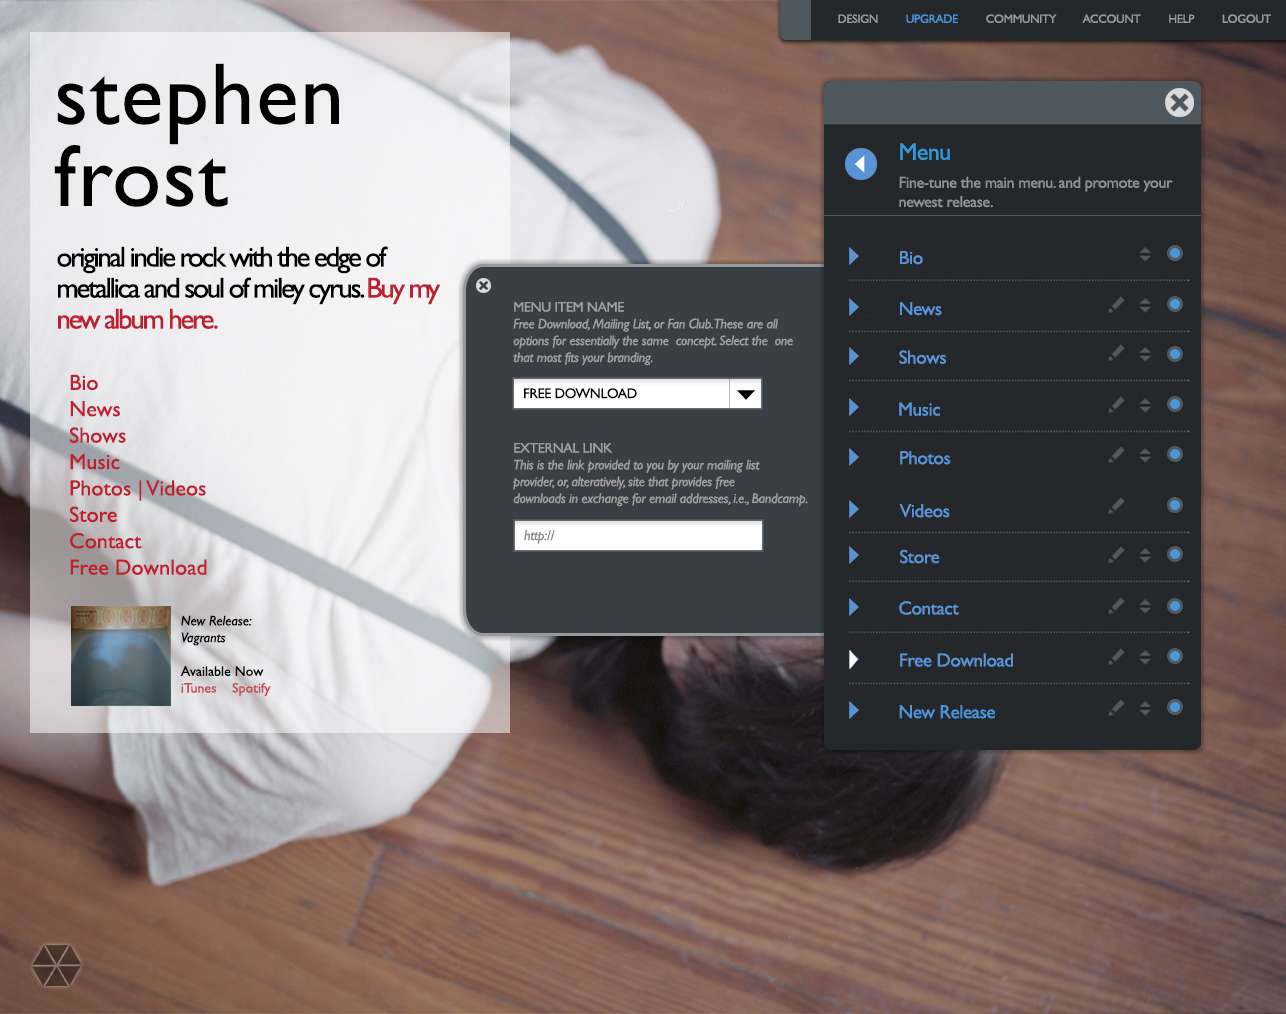 DESIGN UPGRADE COMMUNITY ACCOUNT HELP LOGOUT
stephen
frost
original indie rock with the edge of
metallica and soul of miley cyrus. Buy my
new album here.
Bio
News
Shows
Music
Photos | Videos
Store
Contact
Free Download
New Release:
Vagrants
Available Now
iTunes Spotify
MENU ITEM NAME
Free Download, Mailing List, or Fan Club. These are all
options for essentially the same concept. Select the one
that most fits your branding.
FREE DOWNLOAD
EXTERNAL LINK
This is the link provided to you by your mailing list
provider, or, alteratively, site that provides free
downloads in exchange for email addresses, i.e., Bandcamp.
http://
Menu
Fine-tune the main menu. and promote your
newest release.
Bio
News
Shows
Music
Photos
Videos
Store
Contact
Free Download
New Release